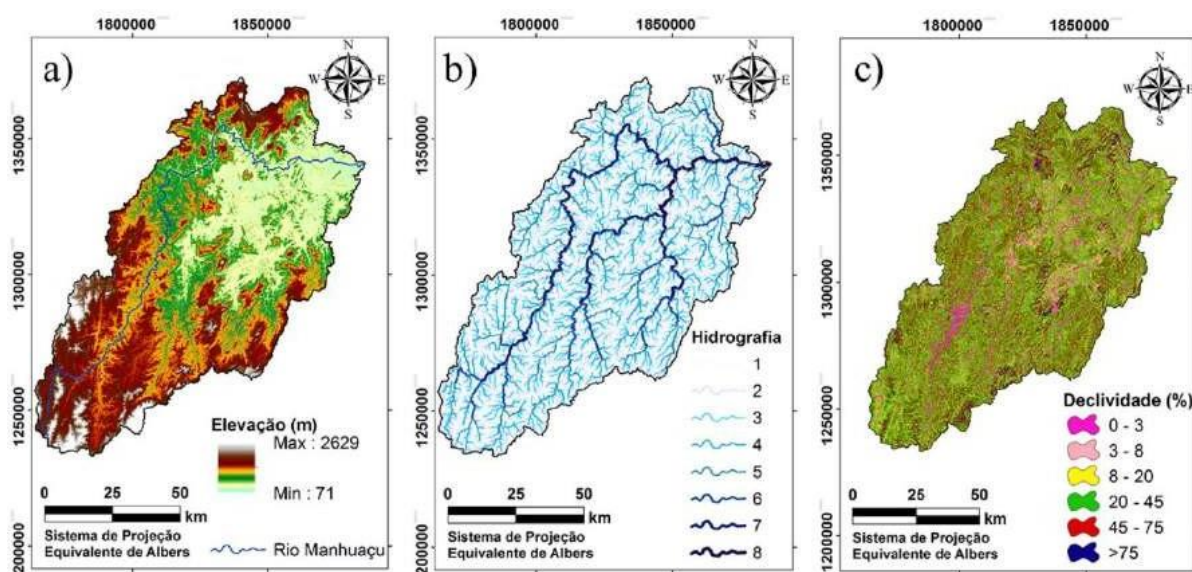 1800000 1850000
a)
N
W E
S
1350000
1300000
1250000
1200000
Elevação (m)
Max : 2629
Min : 71
0 25 50
km
Sistema de Projeção
Equivalente de Albers
Rio Manhuaçu
1800000 1850000
b)
N
W E
S
1350000
1300000
1250000
1200000
Hidrografia
1
2
3
4
5
6
7
8
0 25 50
km
Sistema de Projeção
Equivalente de Albers
1800000 1850000
c)
N
W E
S
1350000
1300000
1250000
1200000
Declividade (%)
0 - 3
3 - 8
8 - 20
20 - 45
45 - 75
>75
0 25 50
km
Sistema de Projeção
Equivalente de Albers